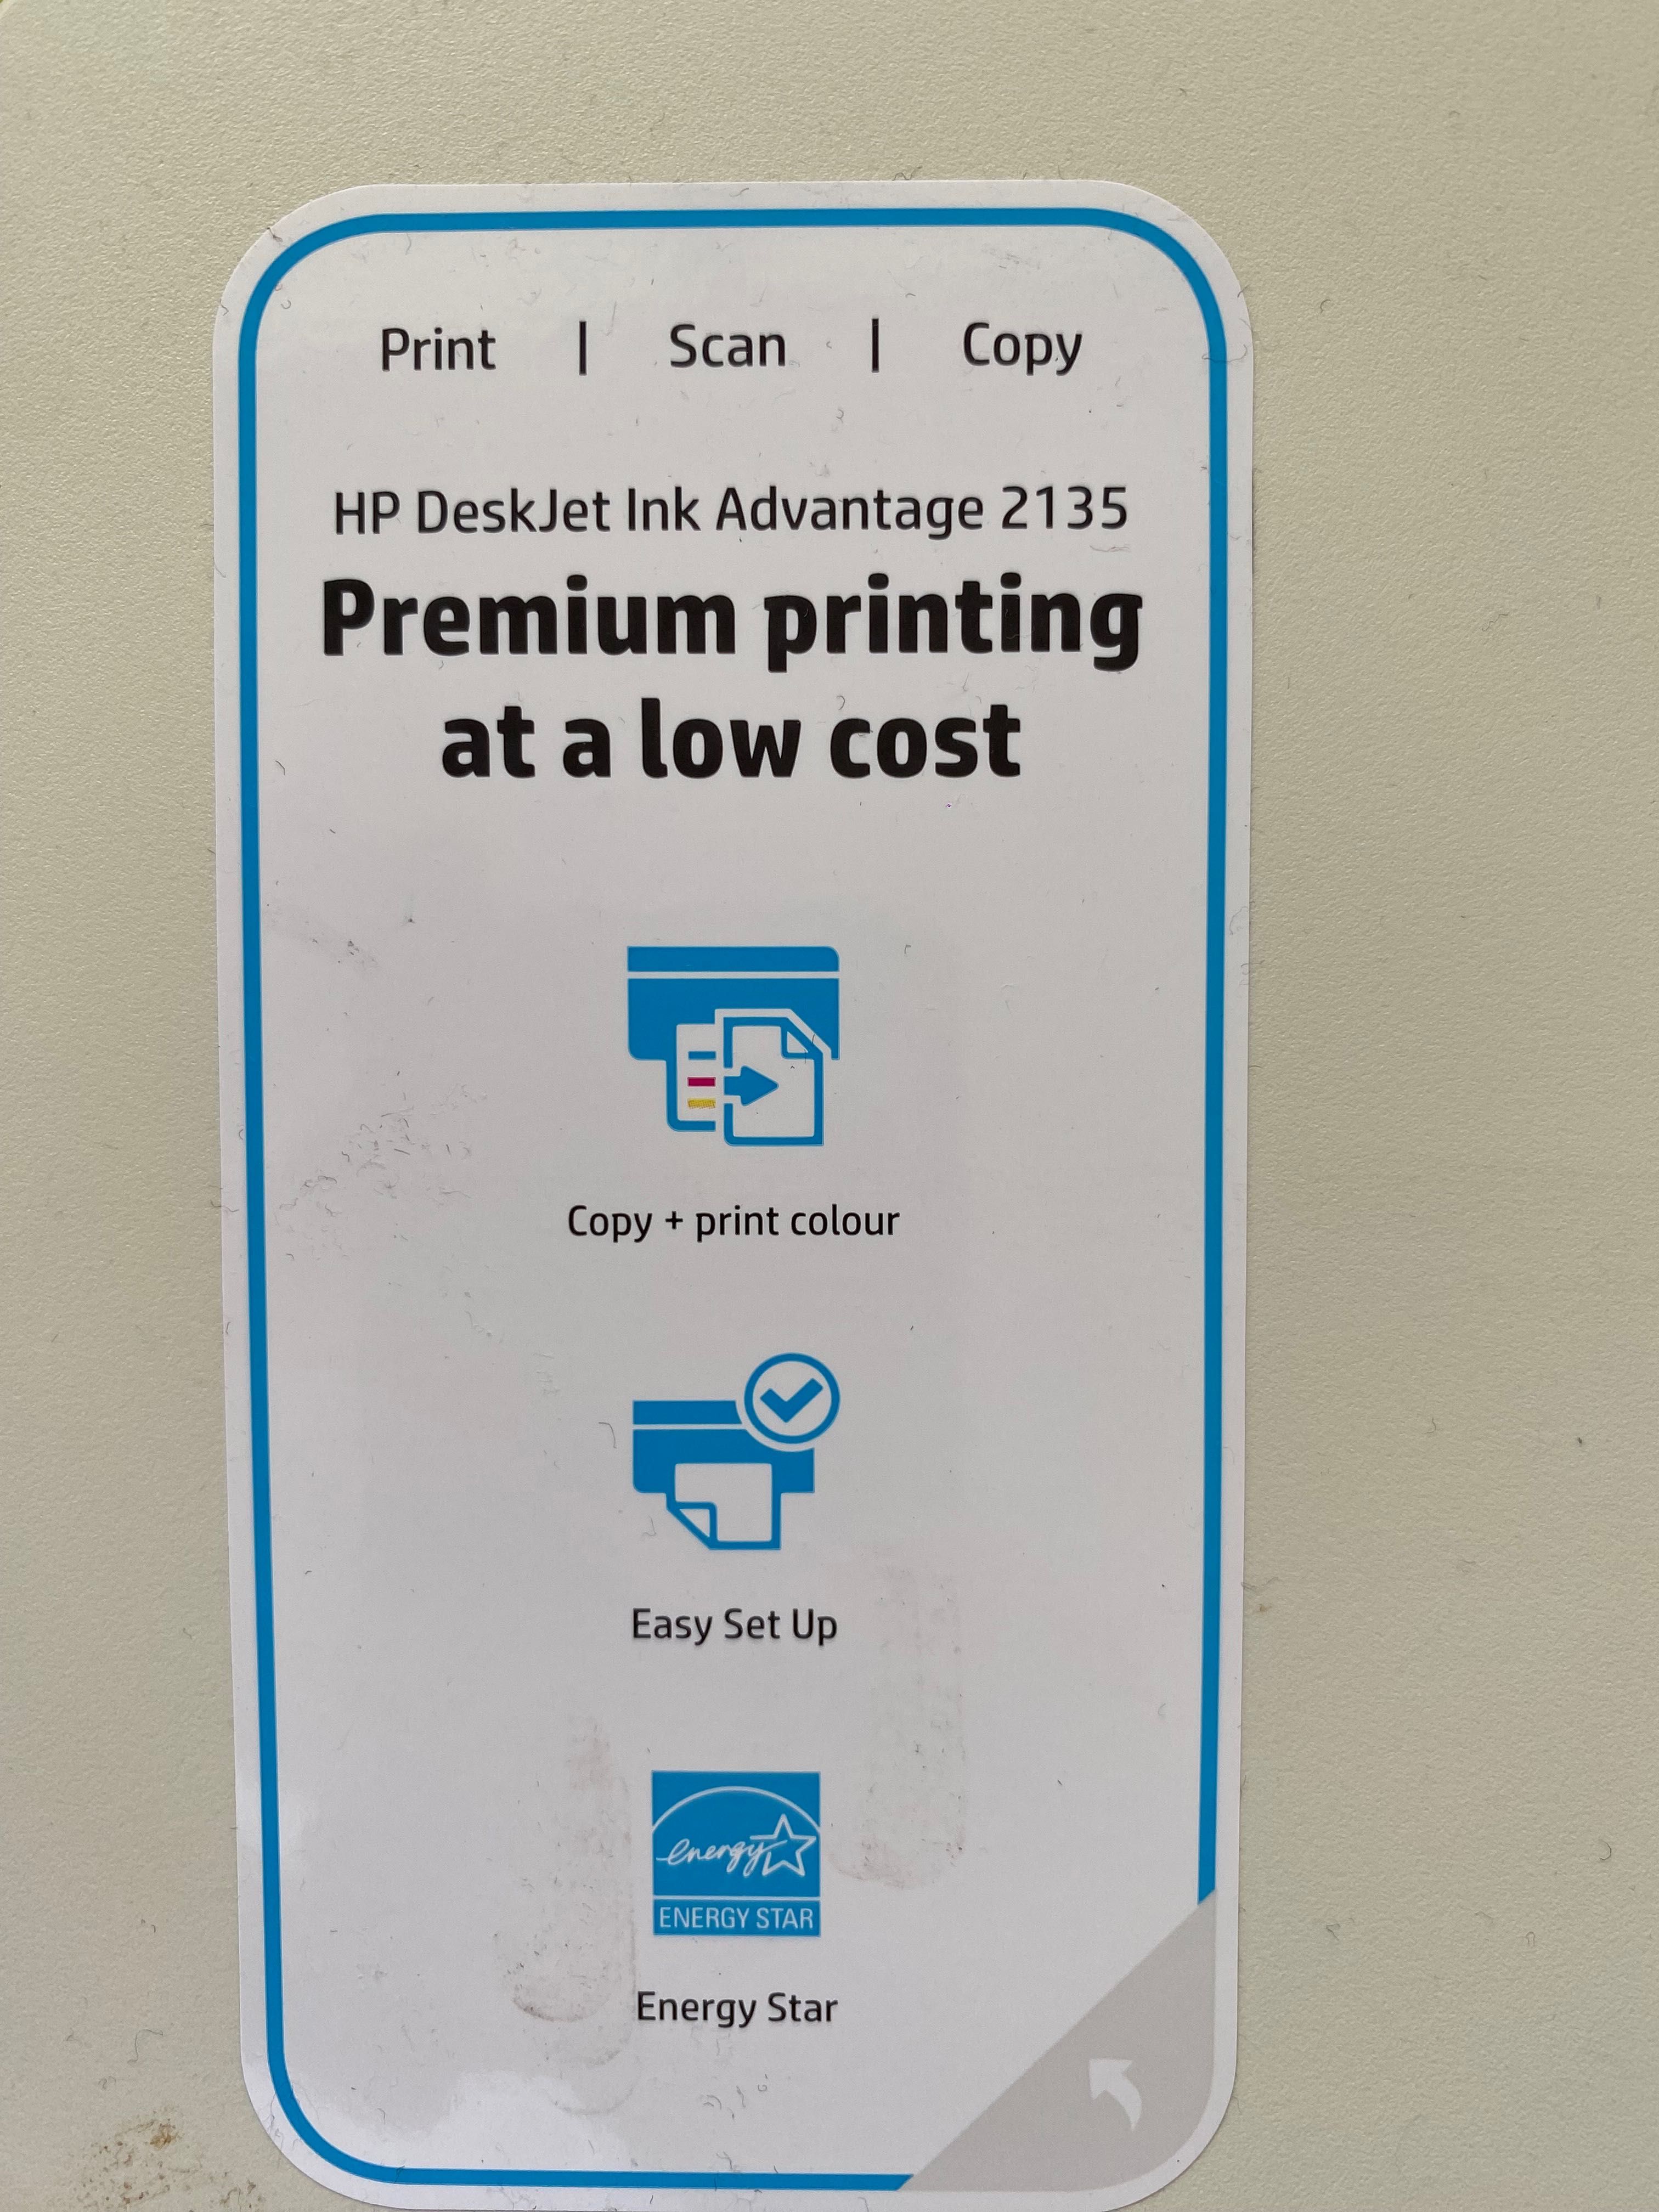 Print | Scan | Copy
HP DeskJet Ink Advantage 2135
Premium printing
at a low cost
Copy + print colour
Easy Set Up
energy
ENERGY STAR
Energy Star